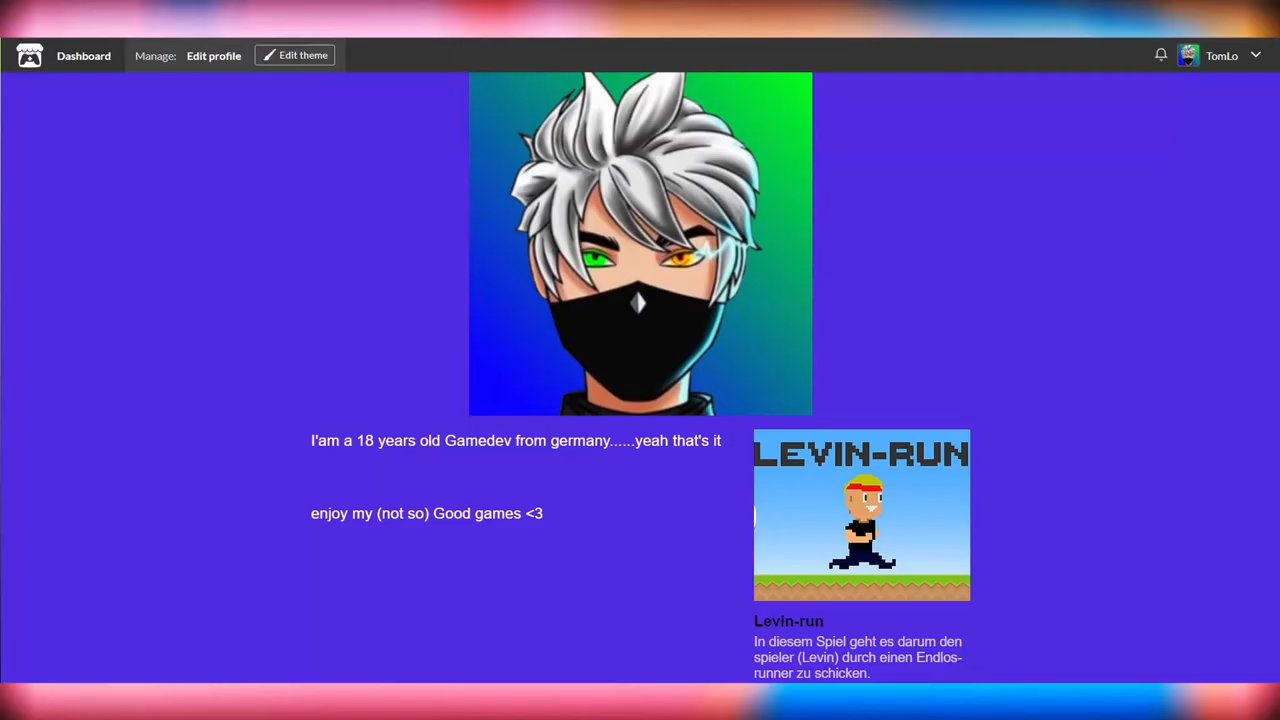 Dashboard
Manage:
Edit profile
Edit theme
TomLo
I'am a 18 years old Gamedev from germany......yeah that's it
enjoy my (not so) Good games <3
LEVIN-RUN
Levin-run
In diesem Spiel geht es darum den
spieler (Levin) durch einen Endlos-
runner zu schicken.